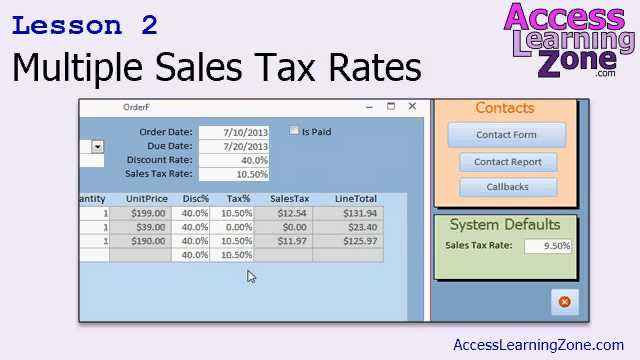 Lesson 2
Multiple Sales Tax Rates
Access
Learning
Zone
.com
OrderF
Order Date: 7/10/2013 Is Paid
Due Date: 7/20/2013
Discount Rate: 40.0%
Sales Tax Rate: 10.50%
antity UnitPrice Disc% Tax% SalesTax LineTotal
1 $199.00 40.0% 10.50% $12.54 $131.94
1 $39.00 40.0% 0.00% $0.00 $23.40
1 $190.00 40.0% 10.50% $11.97 $125.97
40.0% 10.50%
Contacts
Contact Form
Contact Report
Callbacks
System Defaults
Sales Tax Rate: 9.50%
AccessLearningZone.com